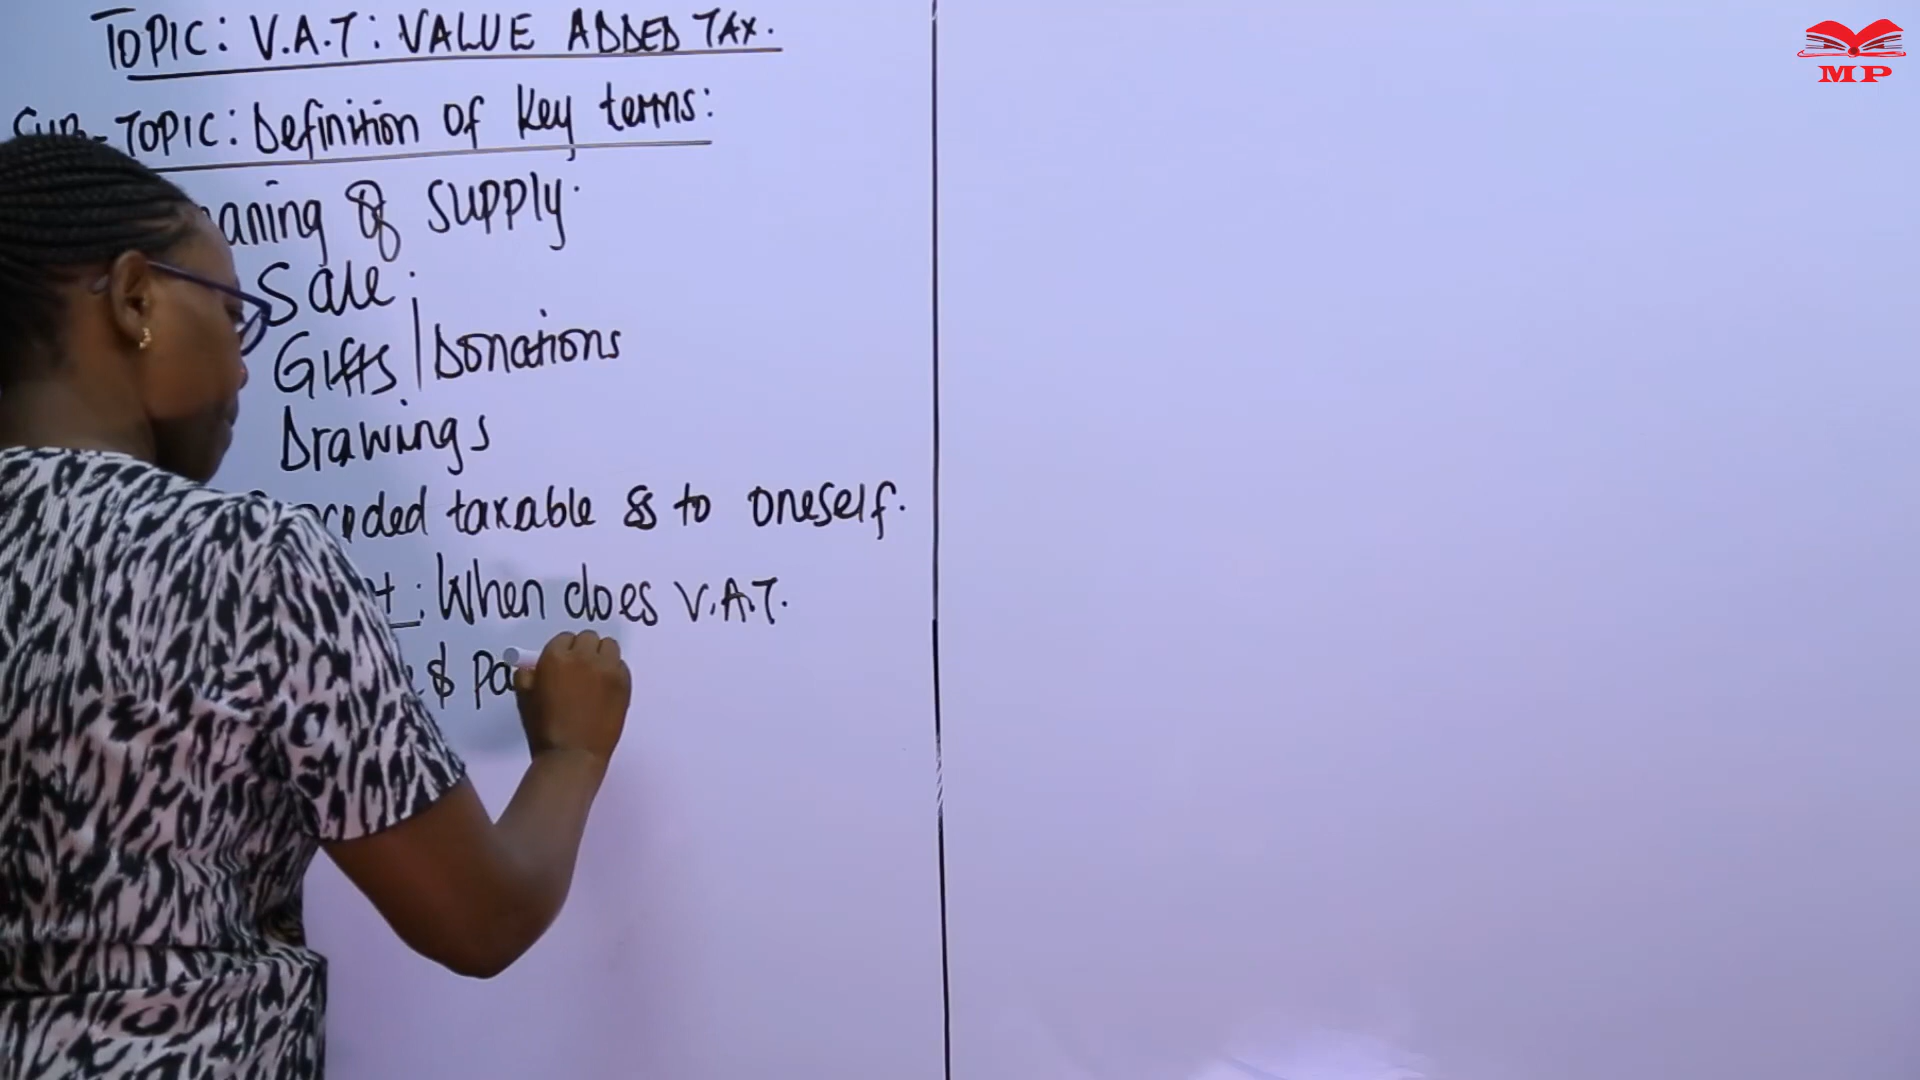 TOPIC: V.A.T: VALUE ADDED TAX.
SUB-TOPIC: Definition of Key terms:
of supply.
Sale.
Gifts | Donations
Drawings
taxable to oneself.
: When does V.A.T.
&
MP